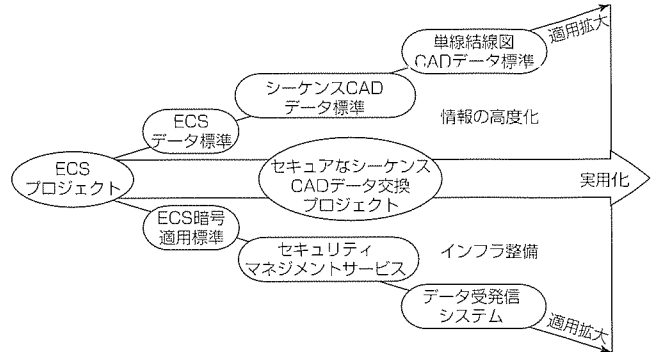 単線結線図
CADデータ標準
適用拡大
シーケンスCAD
データ標準
情報の高度化
ECS
データ標準
ECS
プロジェクト
セキュアなシーケンス
CADデータ交換
プロジェクト
実用化
ECS暗号
適用標準
セキュリティ
マネジメントサービス
インフラ整備
データ受発信
システム
適用拡大